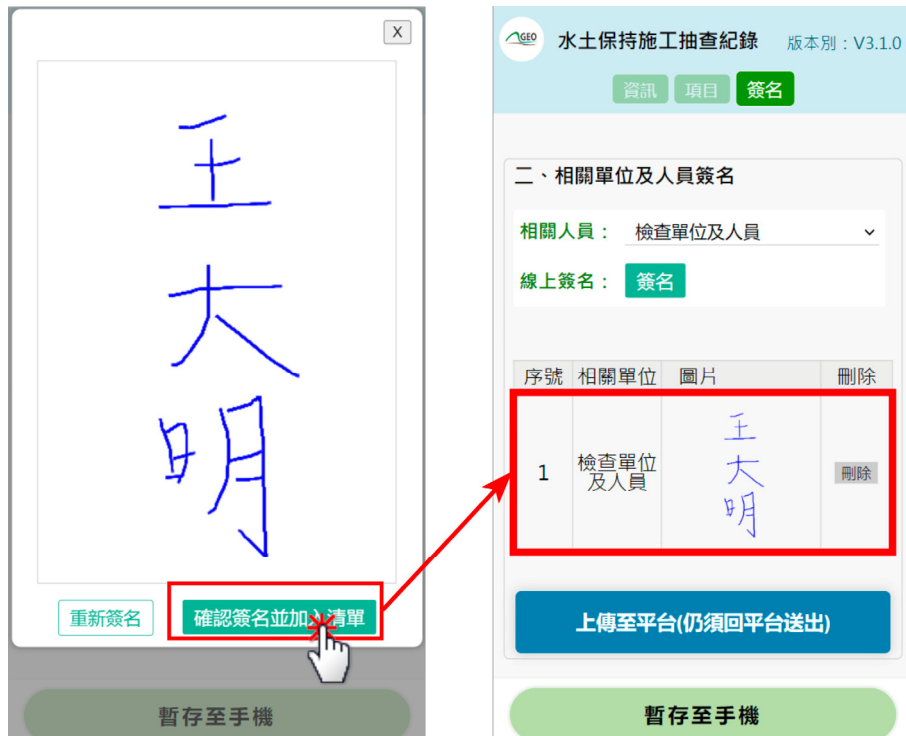 X
王
大
明
重新簽名
確認簽名並加入清單
暫存至手機
GEO
水土保持施工抽查紀錄 版本別：V3.1.0
資訊 項目 簽名
二、相關單位及人員簽名
相關人員： 檢查單位及人員
線上簽名： 簽名
序號 相關單位 圖片 刪除
1 檢查單位及人員 王大明 刪除
上傳至平台(仍須回平台送出)
暫存至手機